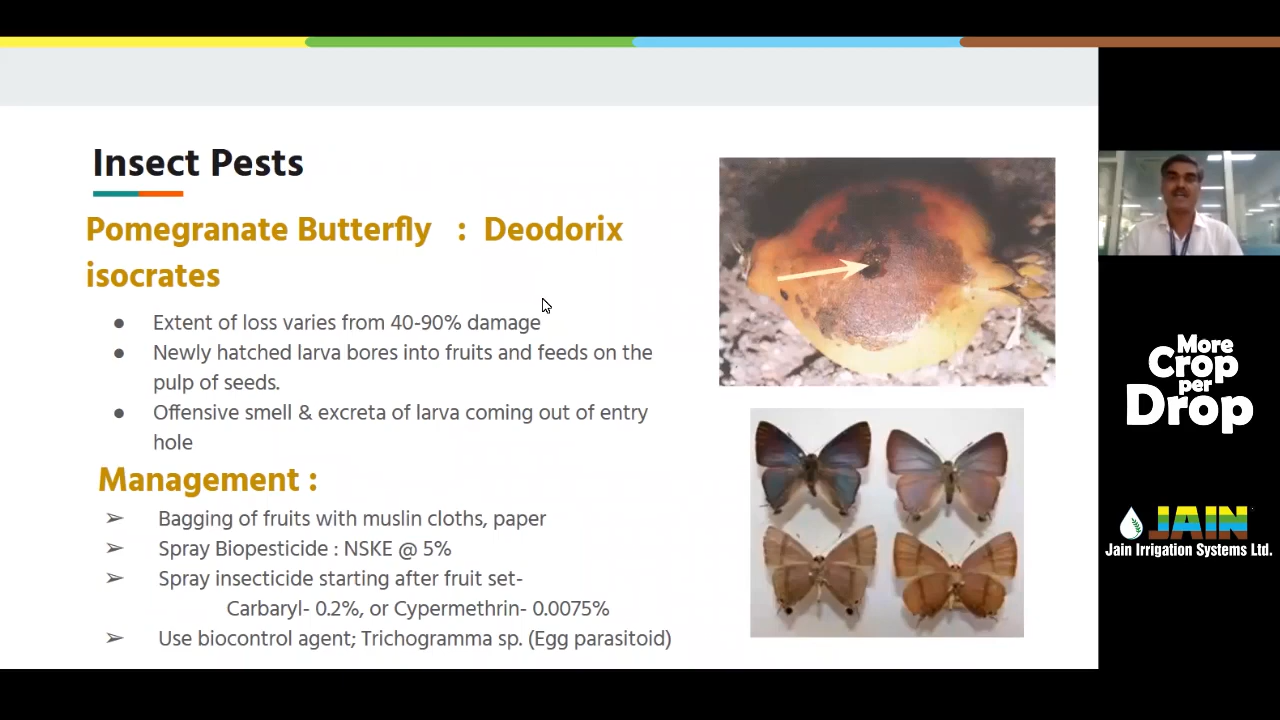 Insect Pests
Pomegranate Butterfly : Deodorix
isocrates
● Extent of loss varies from 40-90% damage
● Newly hatched larva bores into fruits and feeds on the
pulp of seeds.
● Offensive smell & excreta of larva coming out of entry
hole
Management :
➢ Bagging of fruits with muslin cloths, paper
➢ Spray Biopesticide : NSKE @ 5%
➢ Spray insecticide starting after fruit set-
Carbaryl- 0.2%, or Cypermethrin- 0.0075%
➢ Use biocontrol agent; Trichogramma sp. (Egg parasitoid)
More
Crop
per
Drop
JAIN
Jain Irrigation Systems Ltd.